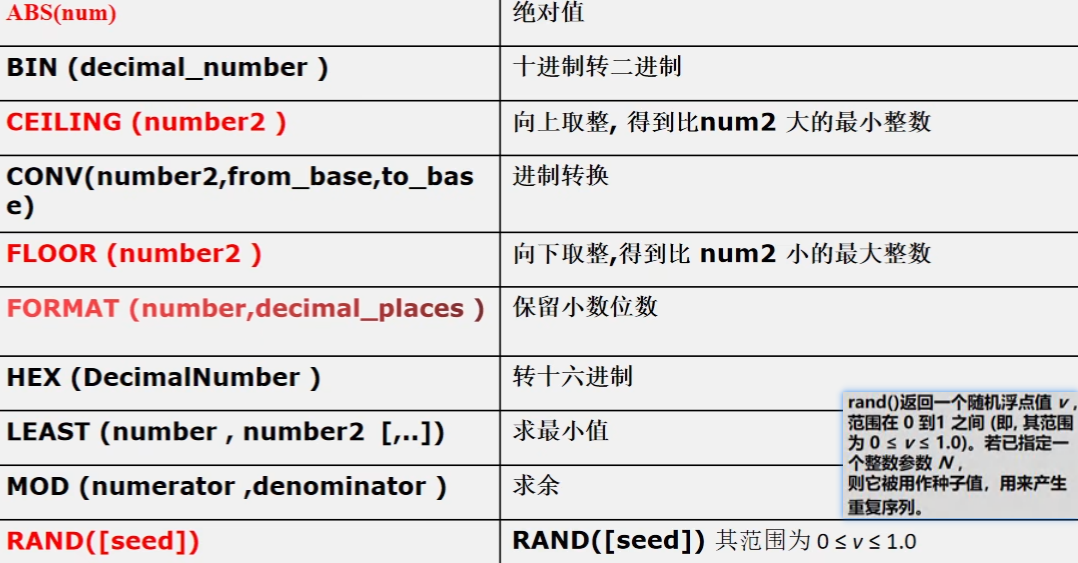 ABS(num) 绝对值
BIN (decimal_number ) 十进制转二进制
CEILING (number2 ) 向上取整, 得到比num2 大的最小整数
CONV(number2,from_base,to_bas
e) 进制转换
FLOOR (number2 ) 向下取整,得到比 num2 小的最大整数
FORMAT (number,decimal_places ) 保留小数位数
HEX (DecimalNumber ) 转十六进制
LEAST (number , number2 [,..]) 求最小值
MOD (numerator ,denominator ) 求余
RAND([seed]) RAND([seed]) 其范围为 0 ≤ v ≤ 1.0
rand()返回一个随机浮点值 v ,
范围在 0 到1 之间 (即, 其范围
为 0 ≤ v ≤ 1.0)。若已指定一
个整数参数 N ,
则它被用作种子值，用来产生
重复序列。